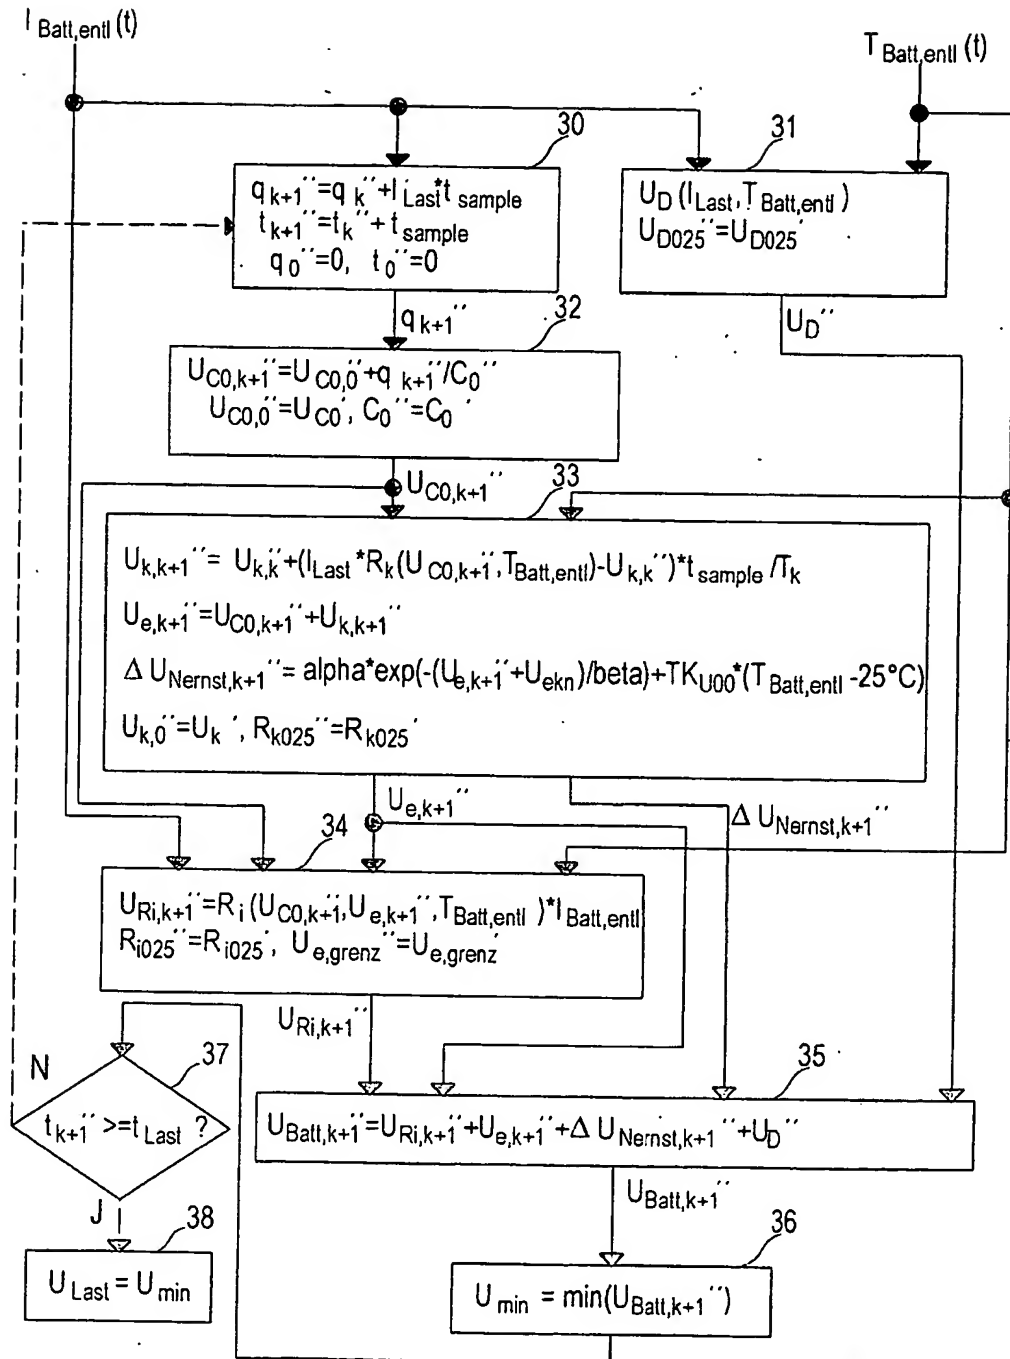 I Batt,entl (t)
T Batt,entl (t)
30
q k+1''=q k''+I Last*t sample
t k+1''=t k''+t sample
q 0''=0, t 0''=0
31
U D (I Last, T Batt,entl )
U D025''=U D025'
q k+1''
32
U D''
U C0,k+1''=U C0,0''+q k+1''/C 0''
U C0,0''=U C0', C 0''=C 0'
U C0,k+1''
33
U k,k+1''= U k,k''+(I Last*R k(U C0,k+1'',T Batt,entl)-U k,k'')*t sample /T k
U e,k+1''=U C0,k+1''+U k,k+1''
Δ U Nernst,k+1''= alpha*exp(-(U e,k+1''+U ekn)/beta)+TK U00*(T Batt,entl -25°C)
U k,0''=U k ', R k025''=R k025'
U e,k+1''
Δ U Nernst,k+1''
34
U Ri,k+1''=R i (U C0,k+1'',U e,k+1'',T Batt,entl )*I Batt,entl
R i025''=R i025', U e,grenz''=U e,grenz'
U Ri,k+1''
N
37
t k+1'' >=t Last ?
35
U Batt,k+1''=U Ri,k+1''+U e,k+1''+Δ U Nernst,k+1''+U D''
U Batt,k+1''
J
38
U Last = U min
36
U min = min(U Batt,k+1'')